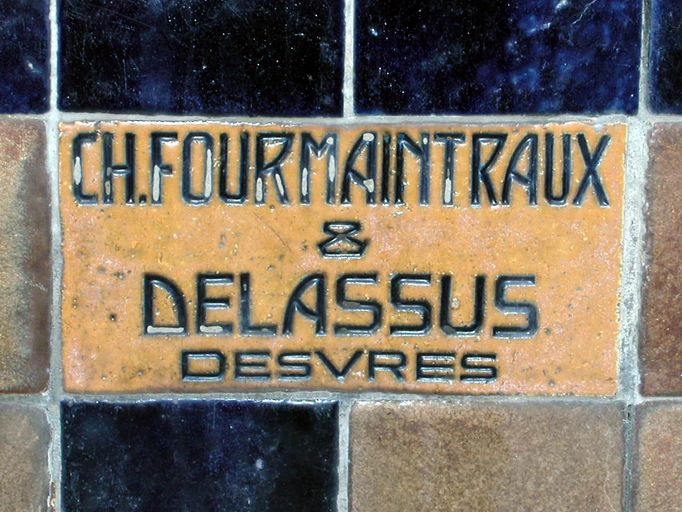 CH.FOURMAINTRAUX
&
DELASSUS
DESVRES